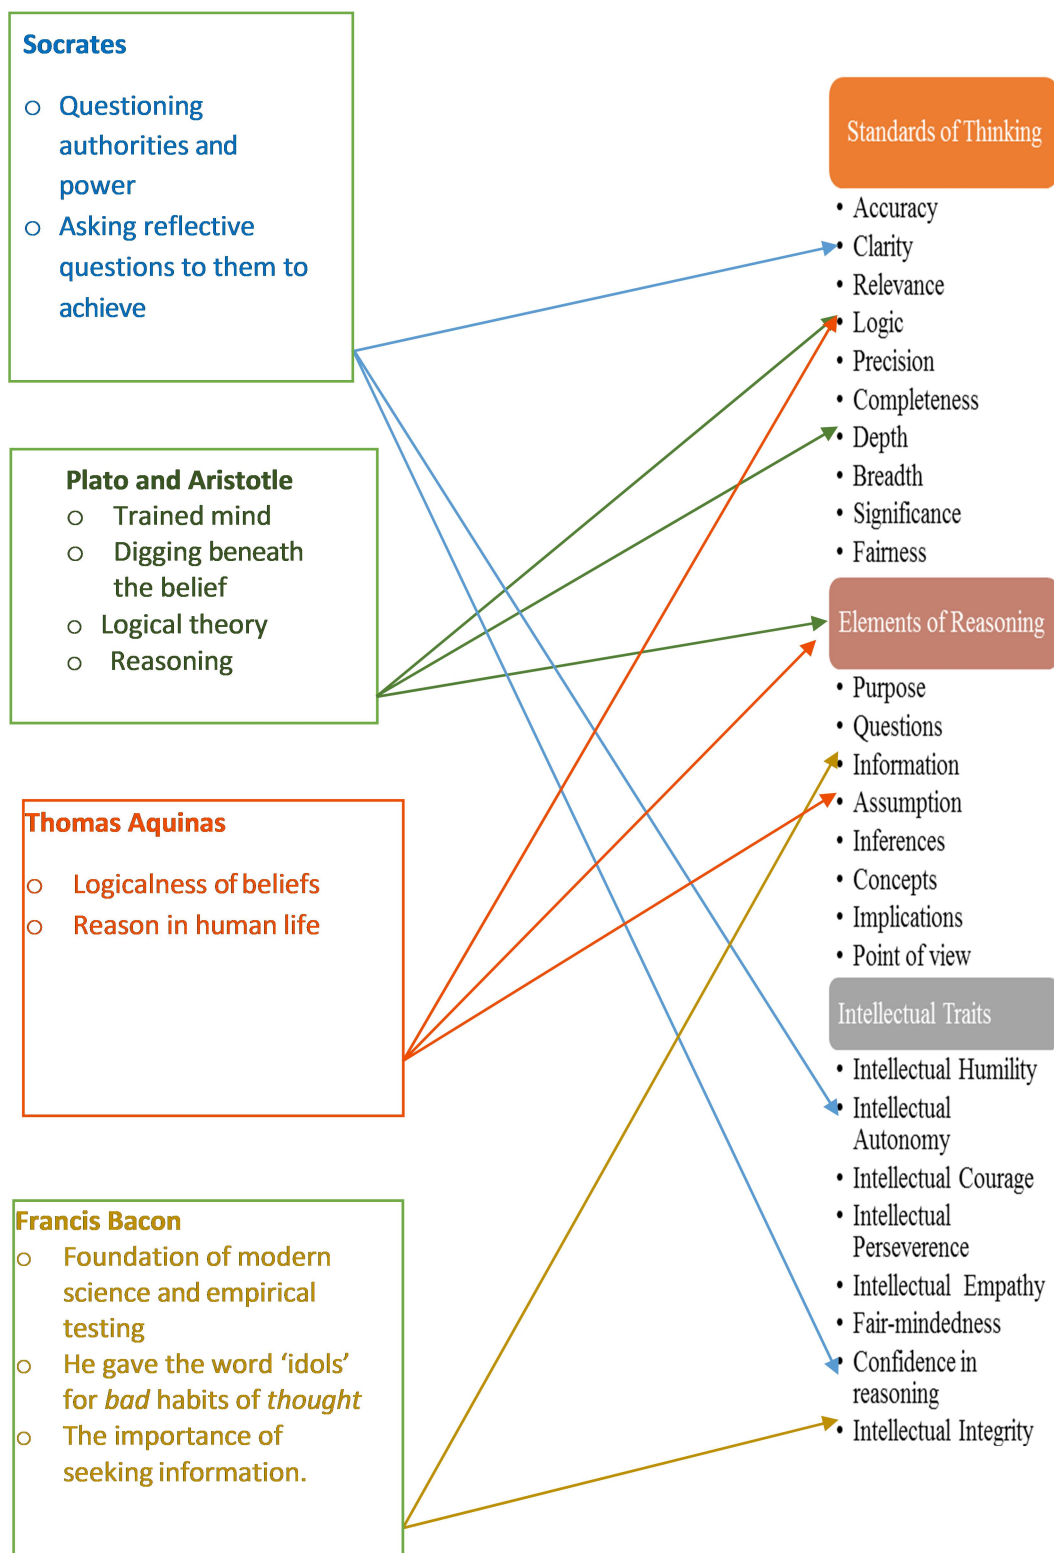 Socrates
o Questioning
authorities and
power
o Asking reflective
questions to them to
achieve
Plato and Aristotle
o Trained mind
o Digging beneath
the belief
o Logical theory
o Reasoning
Thomas Aquinas
o Logicalness of beliefs
o Reason in human life
Francis Bacon
o Foundation of modern
science and empirical
testing
o He gave the word ‘idols’
for bad habits of thought
o The importance of
seeking information.
Standards of Thinking
• Accuracy
• Clarity
• Relevance
• Logic
• Precision
• Completeness
• Depth
• Breadth
• Significance
• Fairness
Elements of Reasoning
• Purpose
• Questions
• Information
• Assumption
• Inferences
• Concepts
• Implications
• Point of view
Intellectual Traits
• Intellectual Humility
• Intellectual
Autonomy
• Intellectual Courage
• Intellectual
Perseverence
• Intellectual Empathy
• Fair-mindedness
• Confidence in
reasoning
• Intellectual Integrity